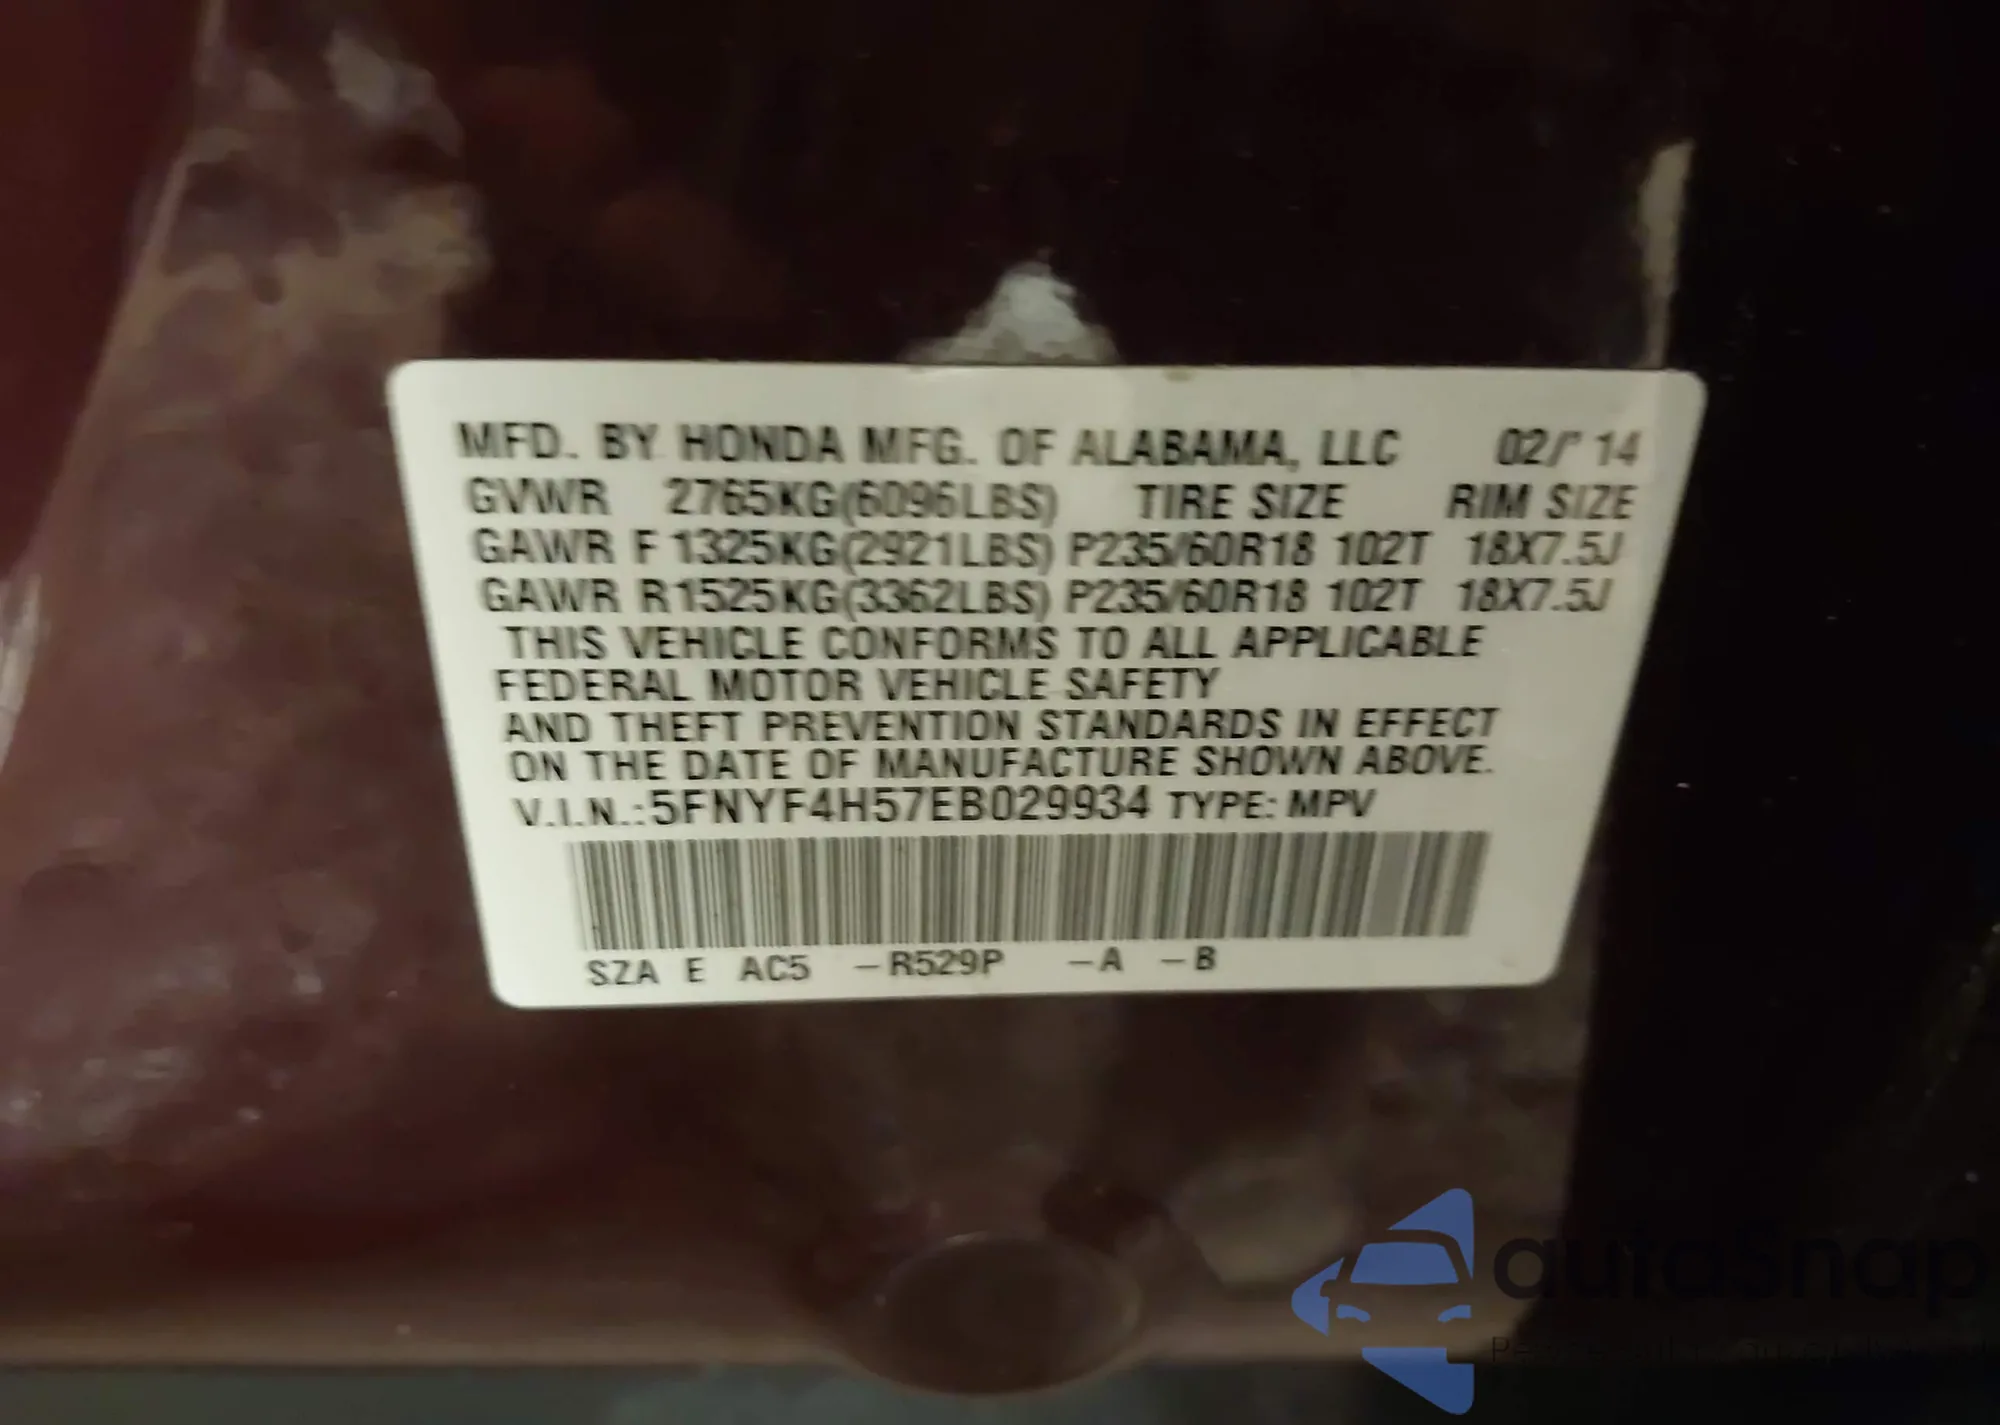 MFD. BY HONDA MFG. OF ALABAMA, LLC 02/'14
GVWR 2765KG(6096LBS) TIRE SIZE RIM SIZE
GAWR F 1325KG(2921LBS) P235/60R18 102T 18X7.5J
GAWR R 1525KG(3362LBS) P235/60R18 102T 18X7.5J
THIS VEHICLE CONFORMS TO ALL APPLICABLE
FEDERAL MOTOR VEHICLE SAFETY
AND THEFT PREVENTION STANDARDS IN EFFECT
ON THE DATE OF MANUFACTURE SHOWN ABOVE.
V.I.N.:5FNYF4H57EB029934 TYPE: MPV
SZA E AC5 –R529P –A –B
autoSnap